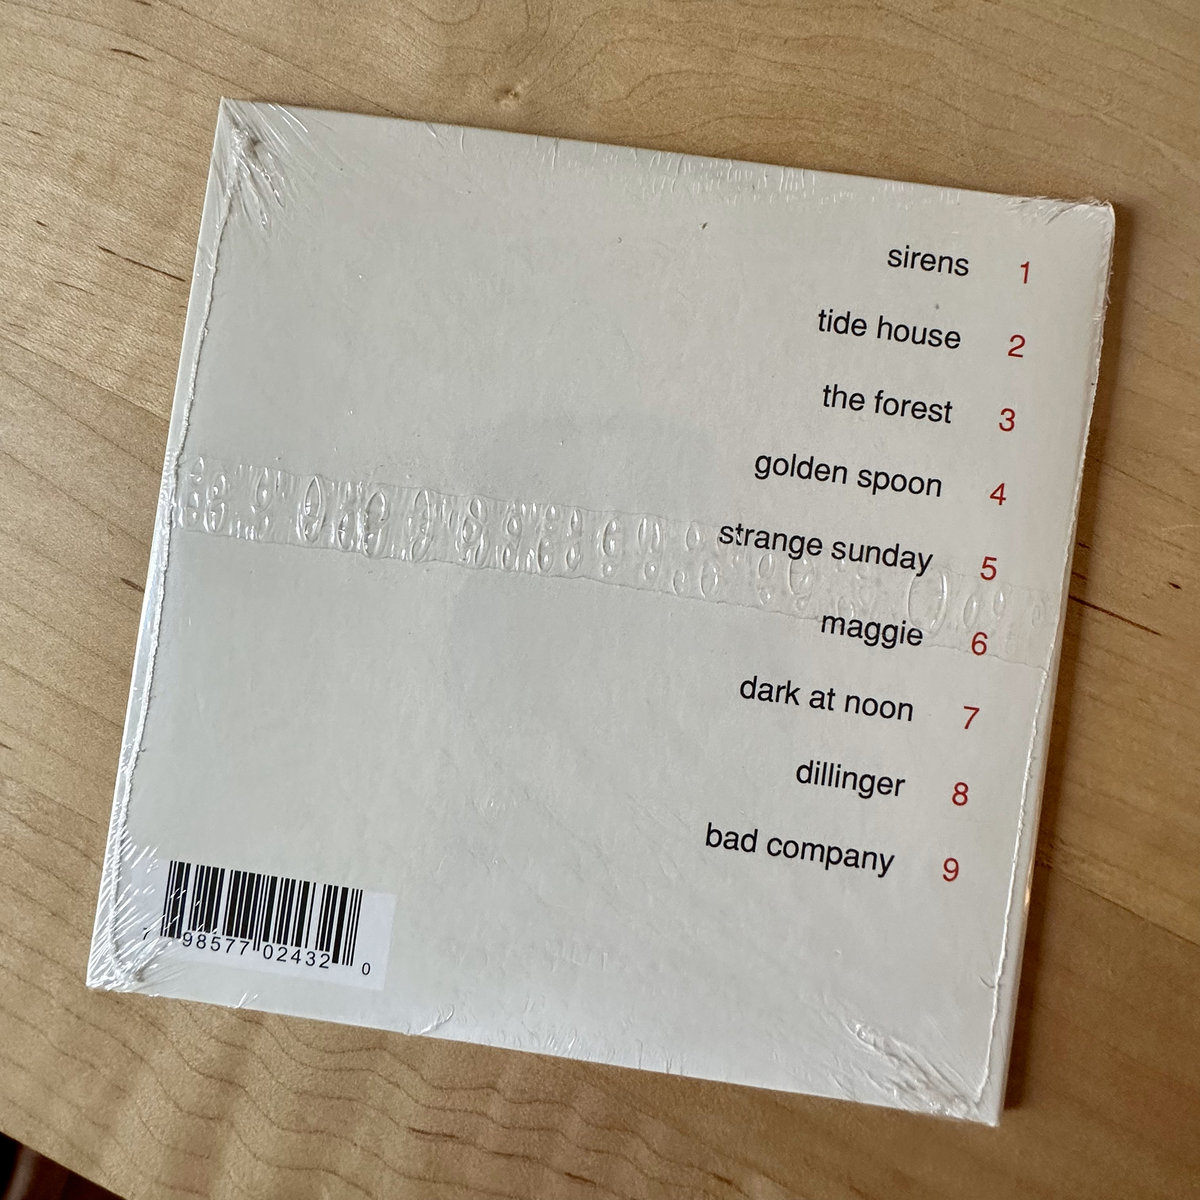 sirens 1
tide house 2
the forest 3
golden spoon 4
strange sunday 5
maggie 6
dark at noon 7
dillinger 8
bad company 9
7 98577 02432 0